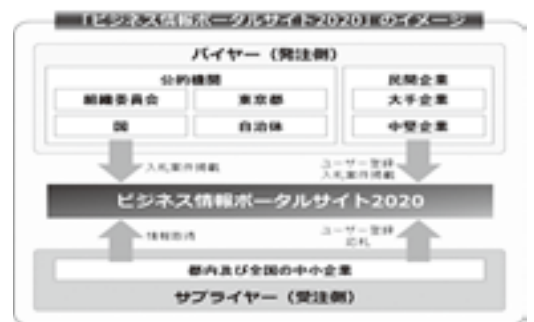 「ビジネス情報ポータルサイト2020」のイメージ
バイヤー（発注側）
公的機関
民間企業
組織委員会
東京都
大手企業
国
自治体
中堅企業
入札案件掲載
ユーザー登録
入札案件掲載
ビジネス情報ポータルサイト2020
情報取得
ユーザー登録
応札
都内及び全国の中小企業
サプライヤー（受注側）